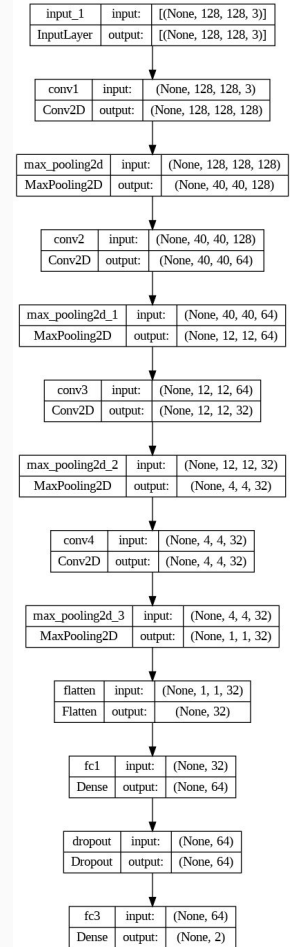 input_1 input: [(None, 128, 128, 3)]
InputLayer output: [(None, 128, 128, 3)]
conv1 input: (None, 128, 128, 3)
Conv2D output: (None, 128, 128, 128)
max_pooling2d input: (None, 128, 128, 128)
MaxPooling2D output: (None, 40, 40, 128)
conv2 input: (None, 40, 40, 128)
Conv2D output: (None, 40, 40, 64)
max_pooling2d_1 input: (None, 40, 40, 64)
MaxPooling2D output: (None, 12, 12, 64)
conv3 input: (None, 12, 12, 64)
Conv2D output: (None, 12, 12, 32)
max_pooling2d_2 input: (None, 12, 12, 32)
MaxPooling2D output: (None, 4, 4, 32)
conv4 input: (None, 4, 4, 32)
Conv2D output: (None, 4, 4, 32)
max_pooling2d_3 input: (None, 4, 4, 32)
MaxPooling2D output: (None, 1, 1, 32)
flatten input: (None, 1, 1, 32)
Flatten output: (None, 32)
fc1 input: (None, 32)
Dense output: (None, 64)
dropout input: (None, 64)
Dropout output: (None, 64)
fc3 input: (None, 64)
Dense output: (None, 2)